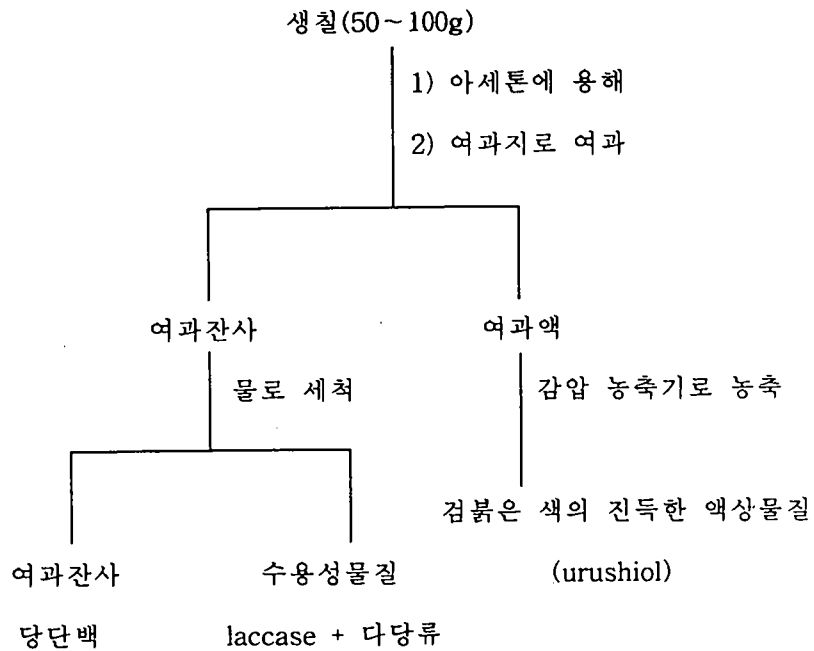 생칠(50~100g)
1) 아세톤에 용해
2) 여과지로 여과
여과잔사
여과액
물로 세척
감압 농축기로 농축
검붉은 색의 진득한 액상물질
여과잔사
수용성물질
(urushiol)
당단백
laccase + 다당류